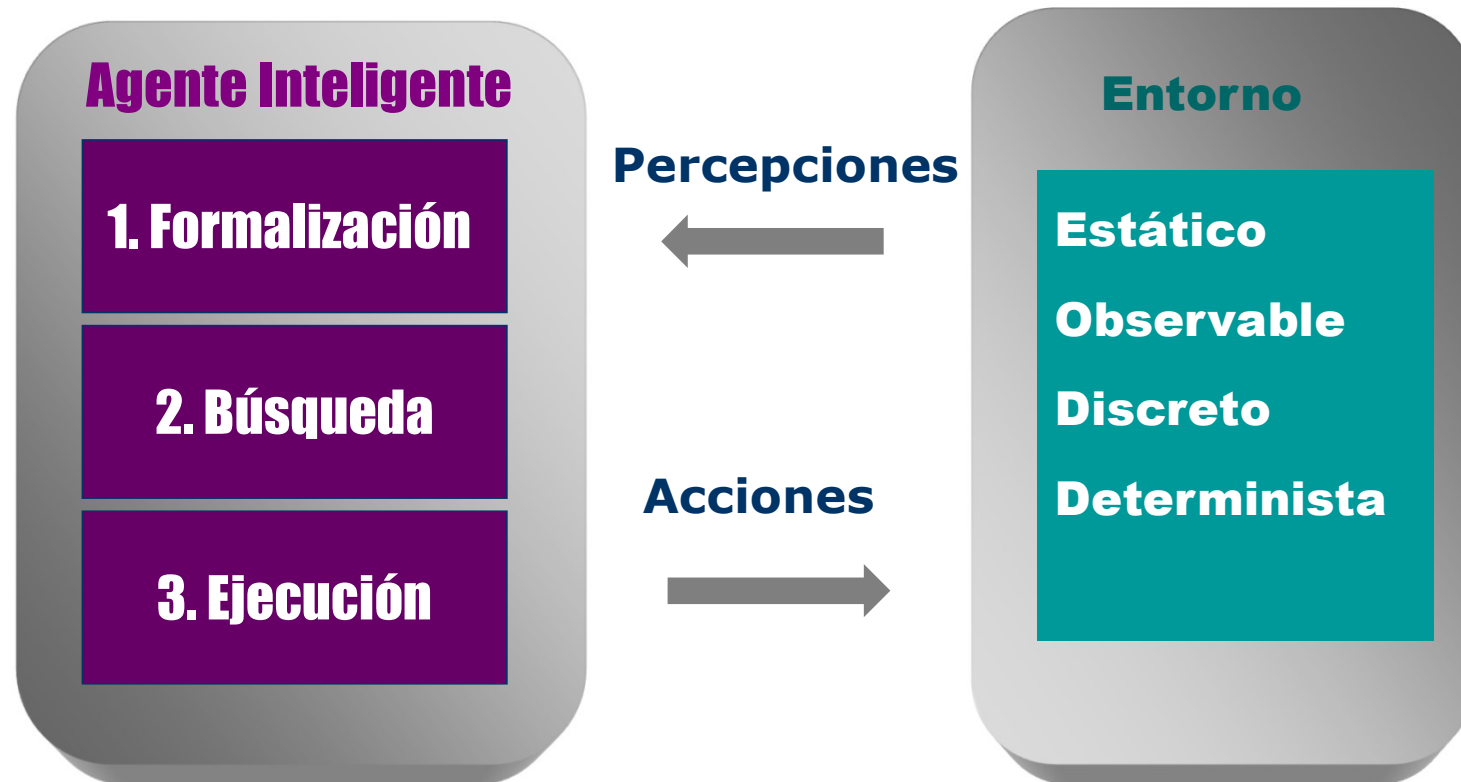 Agente Inteligente
1. Formalización
2. Búsqueda
3. Ejecución
Percepciones
Acciones
Entorno
Estático
Observable
Discreto
Determinista